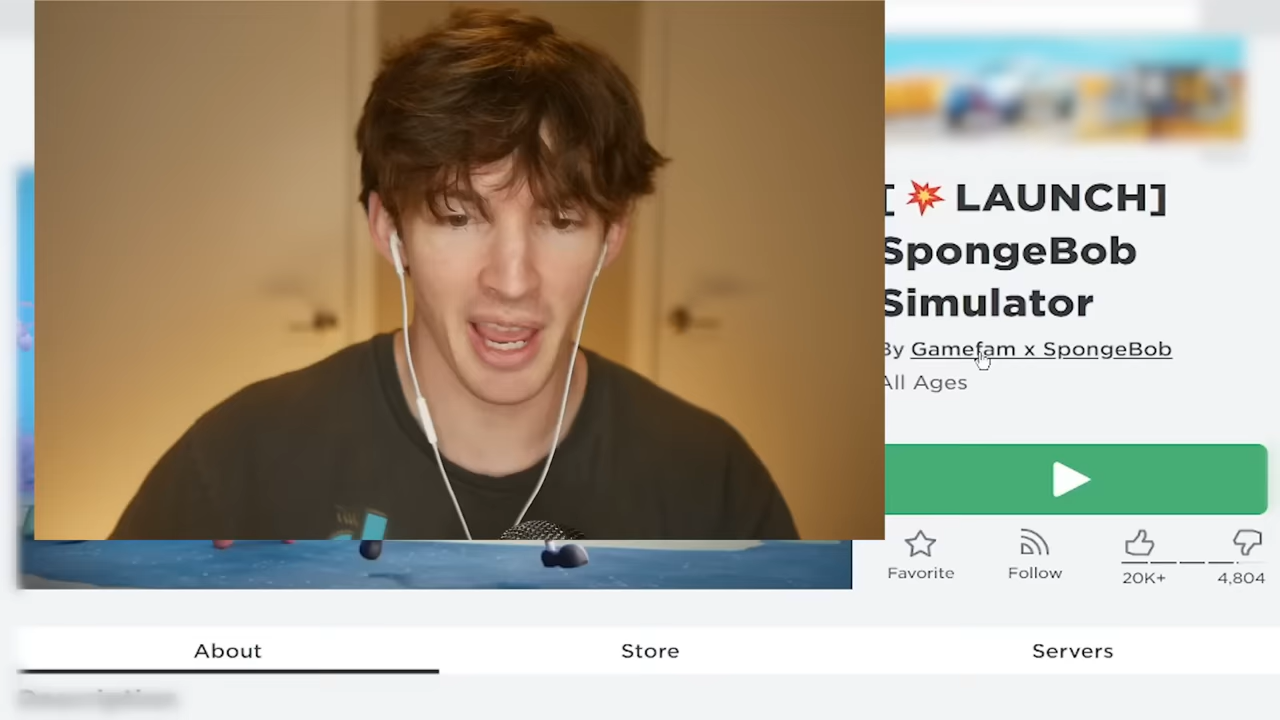 [ 💥 LAUNCH]
SpongeBob
Simulator
By Gamefam x SpongeBob
All Ages
Favorite
Follow
20K+
4,804
About
Store
Servers